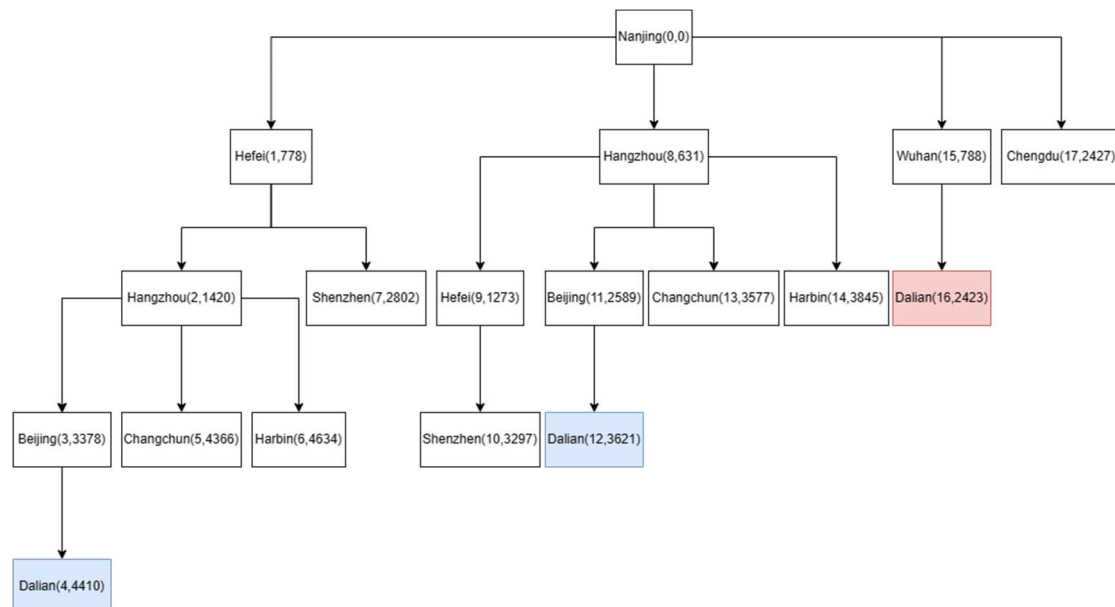 Nanjing(0,0)
Hefei(1,778)
Hangzhou(8,631)
Wuhan(15,788)
Chengdu(17,2427)
Hangzhou(2,1420)
Shenzhen(7,2802)
Hefei(9,1273)
Beijing(11,2589)
Changchun(13,3577)
Harbin(14,3845)
Dalian(16,2423)
Beijing(3,3378)
Changchun(5,4366)
Harbin(6,4634)
Shenzhen(10,3297)
Dalian(12,3621)
Dalian(4,4410)